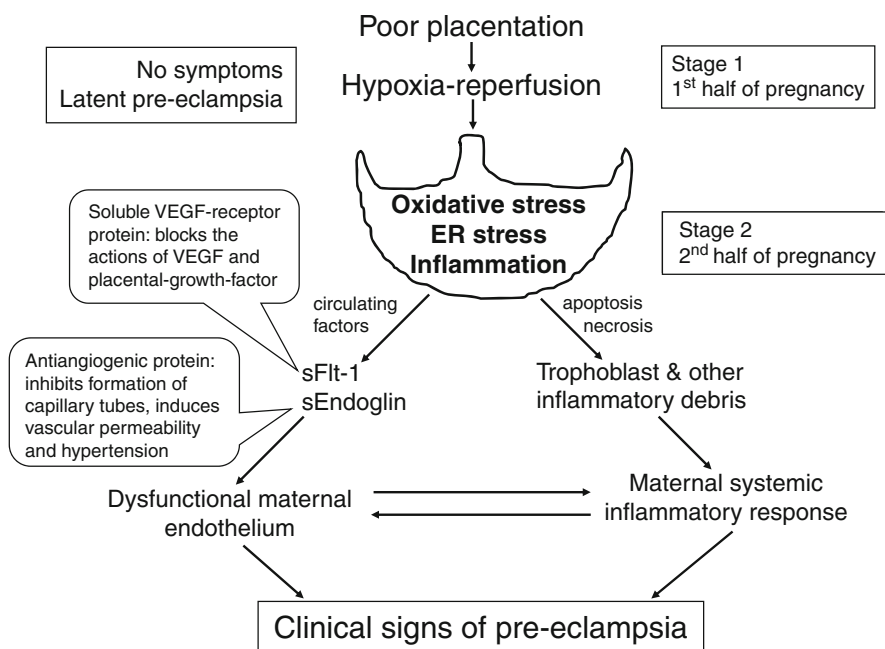 Poor placentation
No symptoms
Latent pre-eclampsia
Hypoxia-reperfusion
Stage 1
1st half of pregnancy
Oxidative stress
ER stress
Inflammation
Stage 2
2nd half of pregnancy
Soluble VEGF-receptor
protein: blocks the
actions of VEGF and
placental-growth-factor
circulating
factors
apoptosis
necrosis
Antiangiogenic protein:
inhibits formation of
capillary tubes, induces
vascular permeability
and hypertension
sFlt-1
sEndoglin
Trophoblast & other
inflammatory debris
Dysfunctional maternal
endothelium
Maternal systemic
inflammatory response
Clinical signs of pre-eclampsia